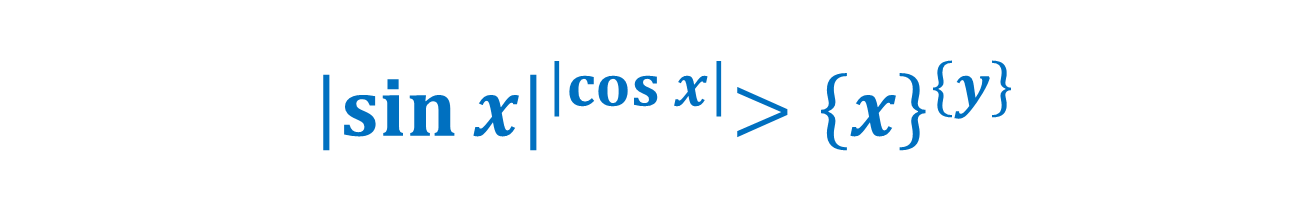 |sin x|^{|cos x|} > {x}^{{y}}